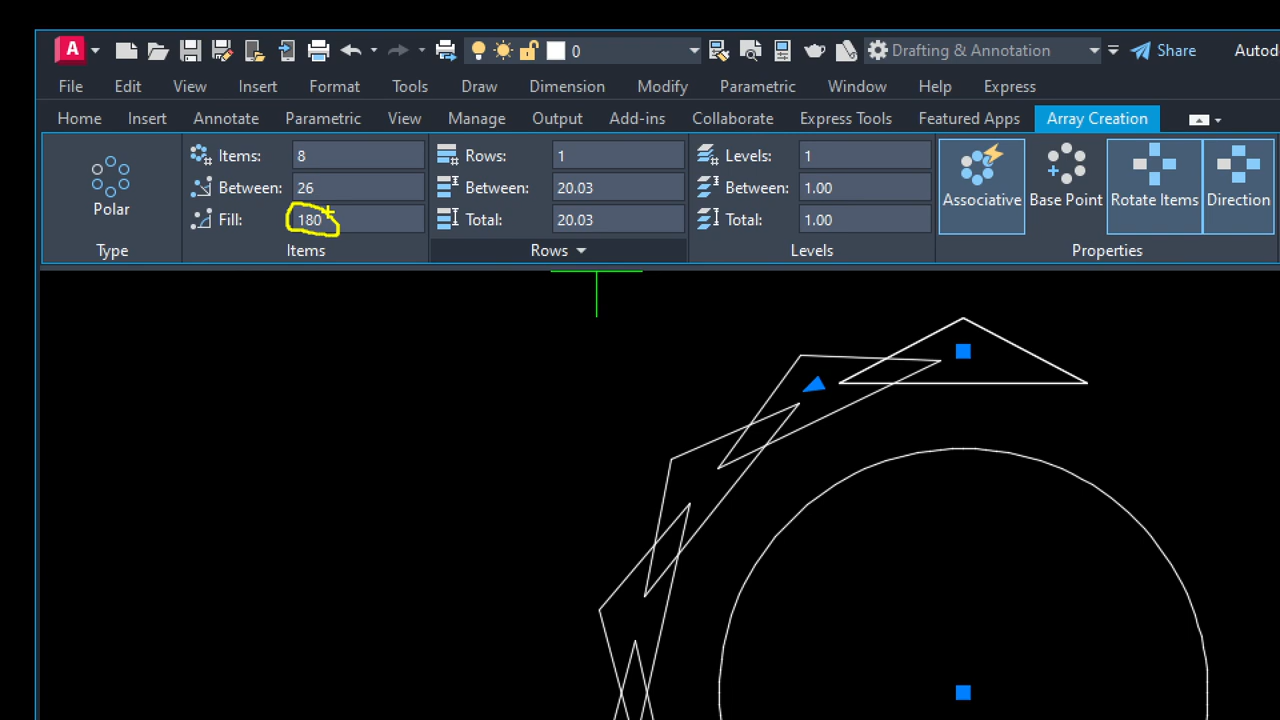 A 0 Drafting & Annotation Share Autod
File Edit View Insert Format Tools Draw Dimension Modify Parametric Window Help Express
Home Insert Annotate Parametric View Manage Output Add-ins Collaborate Express Tools Featured Apps Array Creation
Polar
Type
Items: 8
Between: 26
Fill: 180
Items
Rows: 1
Between: 20.03
Total: 20.03
Rows
Levels: 1
Between: 1.00
Total: 1.00
Levels
Associative Base Point Rotate Items Direction
Properties